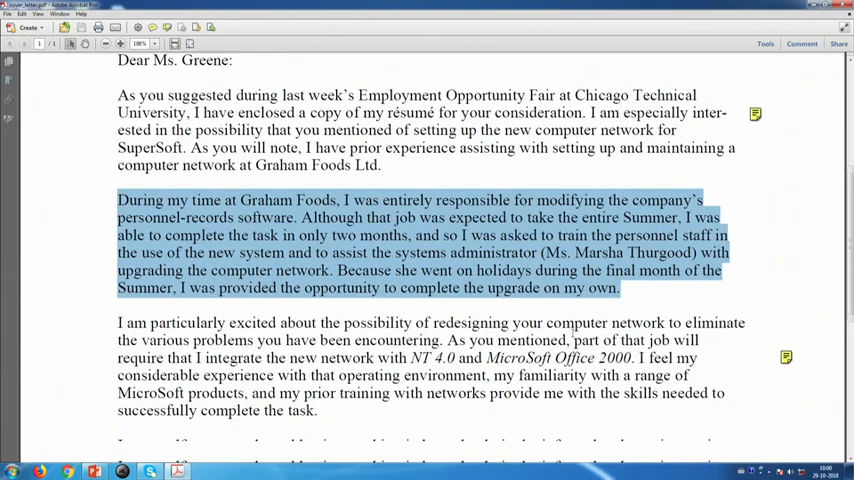 cover_letter.pdf - Adobe Acrobat Pro
File Edit View Window Help
Create
1 / 1 198% Tools Comment Share
Dear Ms. Greene:
As you suggested during last week's Employment Opportunity Fair at Chicago Technical
University, I have enclosed a copy of my résumé for your consideration. I am especially inter-
ested in the possibility that you mentioned of setting up the new computer network for
SuperSoft. As you will note, I have prior experience assisting with setting up and maintaining a
computer network at Graham Foods Ltd.
During my time at Graham Foods, I was entirely responsible for modifying the company's
personnel-records software. Although that job was expected to take the entire Summer, I was
able to complete the task in only two months, and so I was asked to train the personnel staff in
the use of the new system and to assist the systems administrator (Ms. Marsha Thurgood) with
upgrading the computer network. Because she went on holidays during the final month of the
Summer, I was provided the opportunity to complete the upgrade on my own.
I am particularly excited about the possibility of redesigning your computer network to eliminate
the various problems you have been encountering. As you mentioned, part of that job will
require that I integrate the new network with NT 4.0 and MicroSoft Office 2000. I feel my
considerable experience with that operating environment, my familiarity with a range of
MicroSoft products, and my prior training with networks provide me with the skills needed to
successfully complete the task.
10:00
29-10-2018